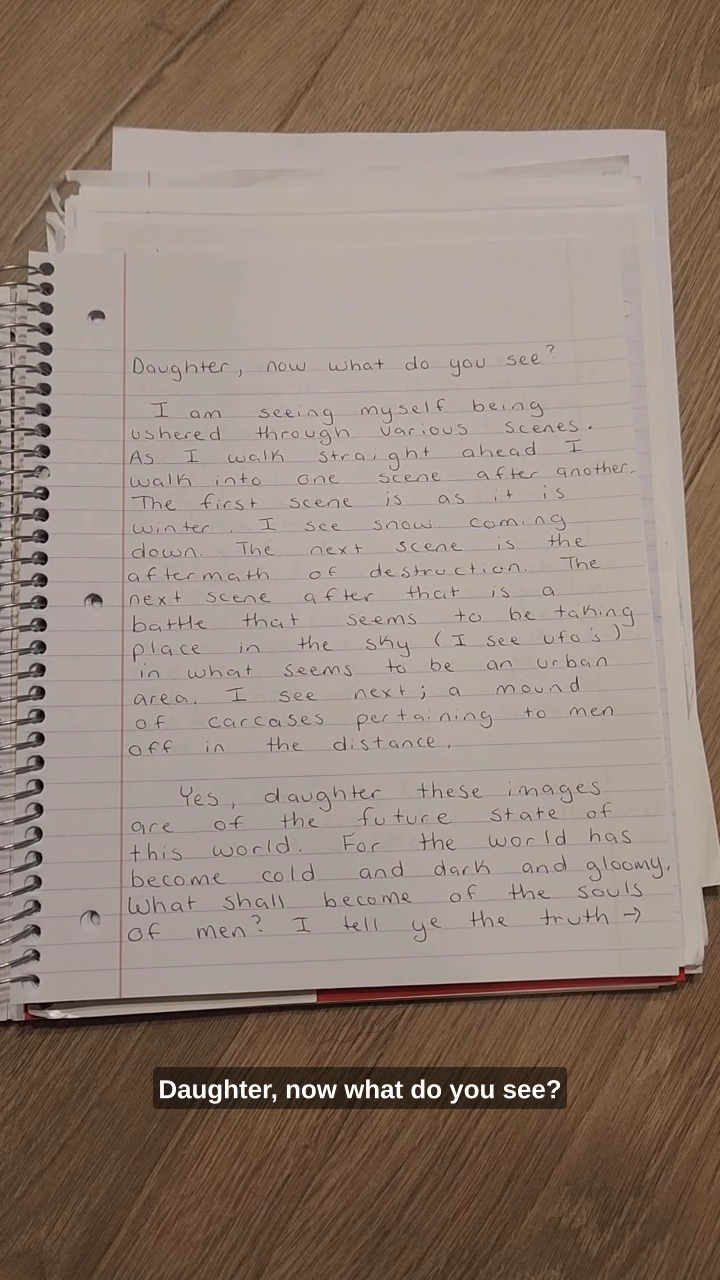 Daughter, now what do you see?
I am seeing myself being
ushered through various scenes.
As I walk straight ahead I
walk into one scene after another.
The first scene is as it is
winter. I see snow coming
down. The next scene is the
aftermath of destruction. The
next scene after that is a
battle that seems to be taking
place in the sky (I see ufo's)
in what seems to be an urban
area. I see next; a mound
of carcases pertaining to men
off in the distance.
Yes, daughter these images
are of the future state of
this world. For the world has
become cold and dark and gloomy.
What shall become of the souls
of men? I tell ye the truth →
Daughter, now what do you see?